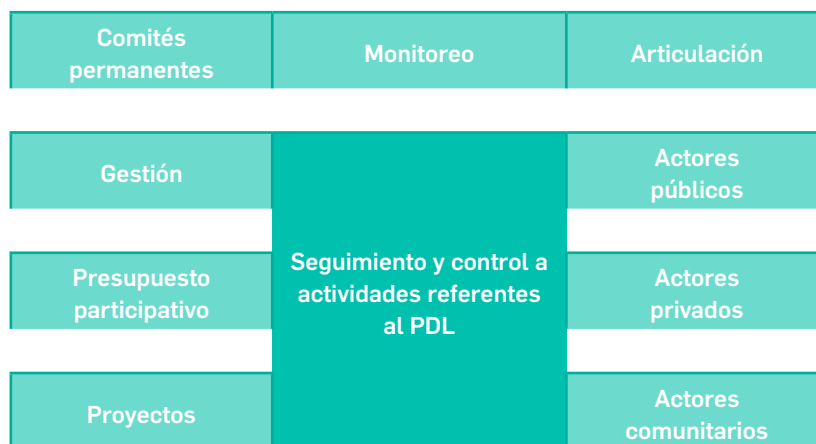 Comités
permanentes
Monitoreo
Articulación
Gestión
Actores
públicos
Seguimiento y control a
actividades referentes
al PDL
Presupuesto
participativo
Actores
privados
Proyectos
Actores
comunitarios